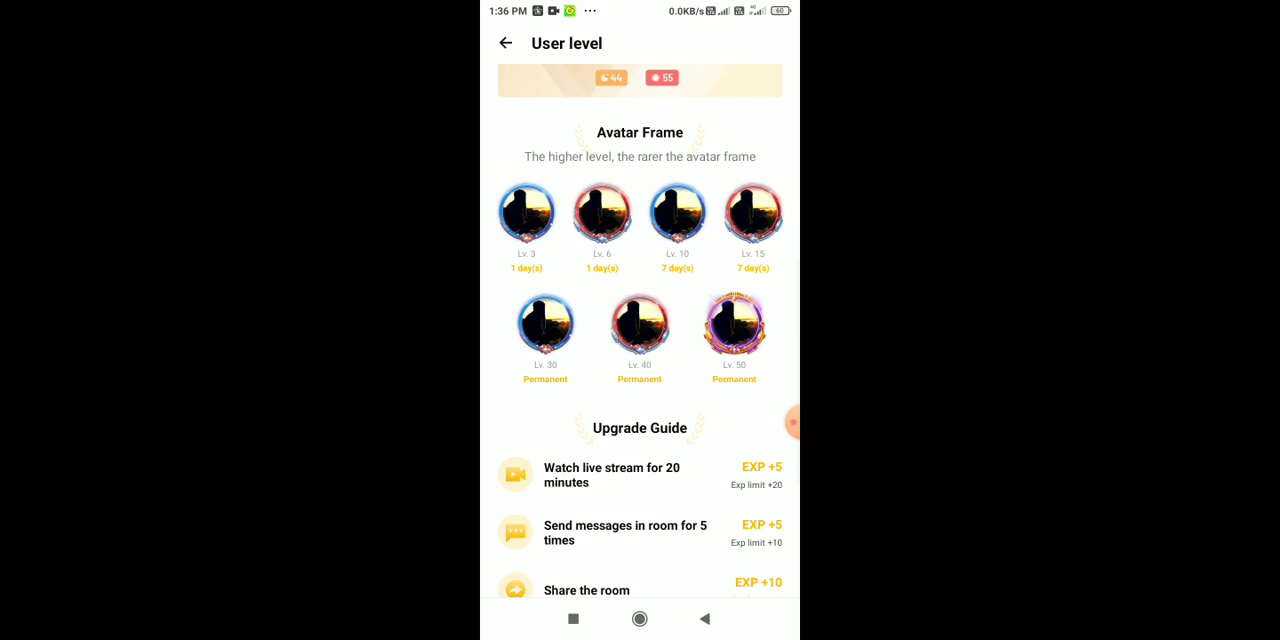 1:36 PM ... 0.0KB/s 4G 60
User level
44 55
Avatar Frame
The higher level, the rarer the avatar frame
Lv. 3 Lv. 6 Lv. 10 Lv. 15
1 day(s) 1 day(s) 7 day(s) 7 day(s)
Lv. 30 Lv. 40 Lv. 50
Permanent Permanent Permanent
Upgrade Guide
Watch live stream for 20 EXP +5
minutes Exp limit +20
Send messages in room for 5 EXP +5
times Exp limit +10
Share the room EXP +10